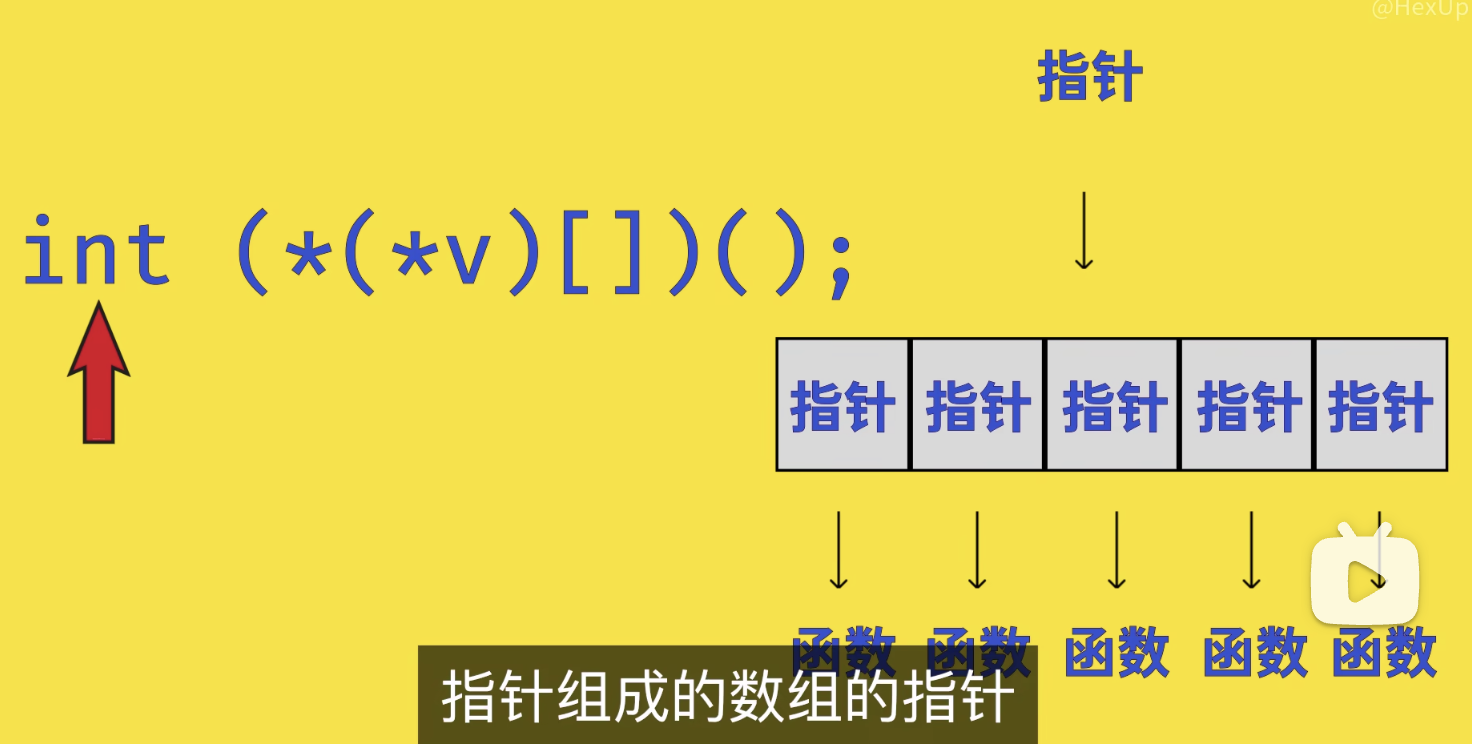 @HexUp
指针
int (*(*v)[])();
指针 指针 指针 指针 指针
函数 函数 函数 函数 函数
指针组成的数组的指针